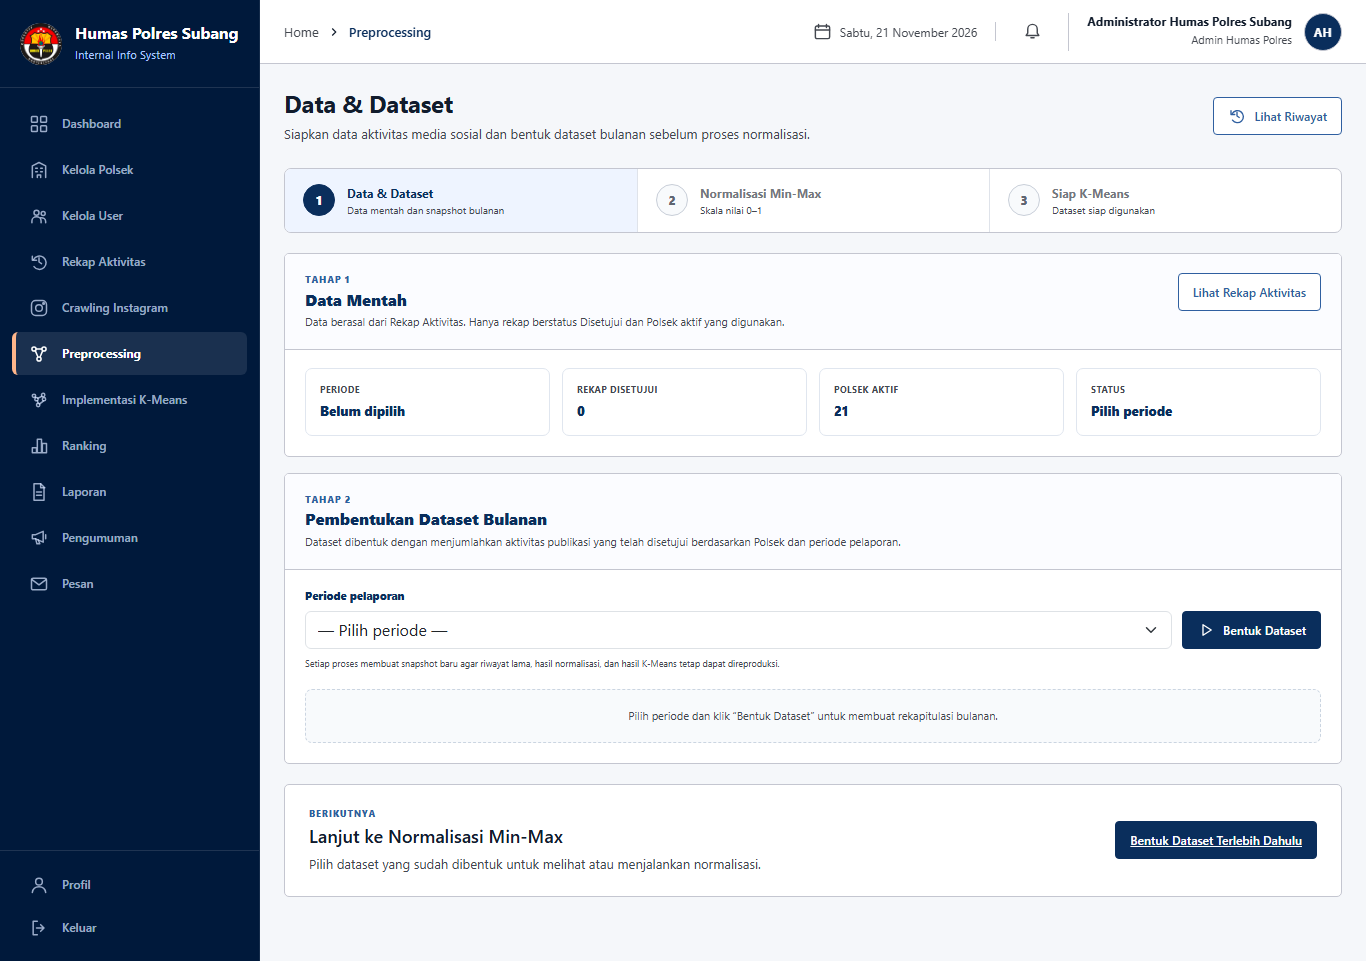 Humas Polres Subang
Internal Info System
Dashboard
Kelola Polsek
Kelola User
Rekap Aktivitas
Crawling Instagram
Preprocessing
Implementasi K-Means
Ranking
Laporan
Pengumuman
Pesan
Profil
Keluar
Home > Preprocessing
Sabtu, 21 November 2026
Administrator Humas Polres Subang
Admin Humas Polres
AH
Data & Dataset
Siapkan data aktivitas media sosial dan bentuk dataset bulanan sebelum proses normalisasi.
Lihat Riwayat
1
Data & Dataset
Data mentah dan snapshot bulanan
2
Normalisasi Min-Max
Skala nilai 0–1
3
Siap K-Means
Dataset siap digunakan
TAHAP 1
Data Mentah
Data berasal dari Rekap Aktivitas. Hanya rekap berstatus Disetujui dan Polsek aktif yang digunakan.
Lihat Rekap Aktivitas
PERIODE
Belum dipilih
REKAP DISETUJUI
0
POLSEK AKTIF
21
STATUS
Pilih periode
TAHAP 2
Pembentukan Dataset Bulanan
Dataset dibentuk dengan menjumlahkan aktivitas publikasi yang telah disetujui berdasarkan Polsek dan periode pelaporan.
Periode pelaporan
— Pilih periode —
Bentuk Dataset
Setiap proses membuat snapshot baru agar riwayat lama, hasil normalisasi, dan hasil K-Means tetap dapat direproduksi.
Pilih periode dan klik “Bentuk Dataset” untuk membuat rekapitulasi bulanan.
BERIKUTNYA
Lanjut ke Normalisasi Min-Max
Pilih dataset yang sudah dibentuk untuk melihat atau menjalankan normalisasi.
Bentuk Dataset Terlebih Dahulu